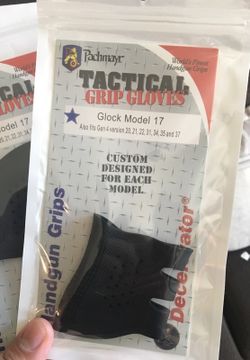 Pachmayr
World's Finest
Handgun Grips
TACTICAL
GRIP GLOVES
Glock Model 17
Also fits Gen 4 version 20, 21, 22, 31, 34, 35 and 37
CUSTOM
DESIGNED
FOR EACH
MODEL.
Handgun Grips
Decelerator®